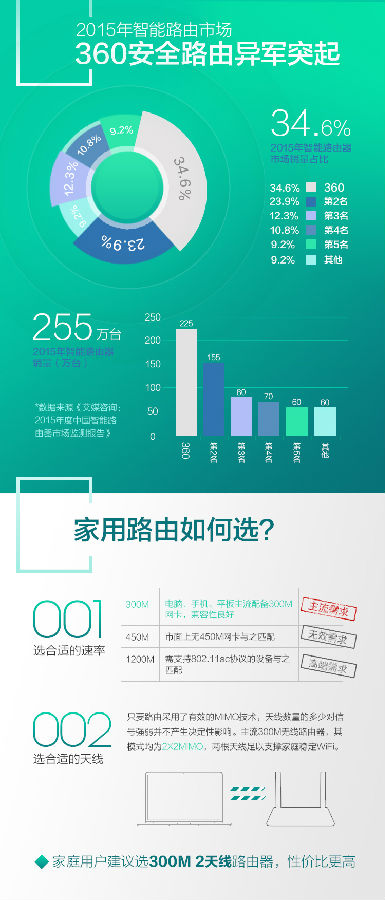 2015年智能路由市场
360安全路由异军突起
34.6%
23.9%
12.3%
10.8%
9.2%
9.2%
34.6%
2015年智能路由器
市场销量占比
34.6% 360
23.9% 第2名
12.3% 第3名
10.8% 第4名
9.2% 第5名
9.2% 其他
255万台
2015年智能路由器
销量（万台）
*数据来源《艾媒咨询：
2015年度中国智能路
由器市场监测报告》
250
200
150
100
50
0
225
155
80
70
60
60
360
第2名
第3名
第4名
第5名
其他
家用路由如何选？
001
选合适的速率
300M 电脑、手机、平板主流配备300M
网卡，兼容性良好
主流需求
450M 市面上无450M网卡与之匹配
无效需求
1200M 需支持802.11ac协议的设备与之
匹配
高端需求
002
选合适的天线
只要路由采用了有效的MIMO技术，天线数量的多少对信
号强弱并不产生决定性影响。主流300M无线路由器，其
模式均为2X2MIMO，两根天线足以支撑家庭稳定WiFi。
家庭用户建议选300M 2天线路由器，性价比更高